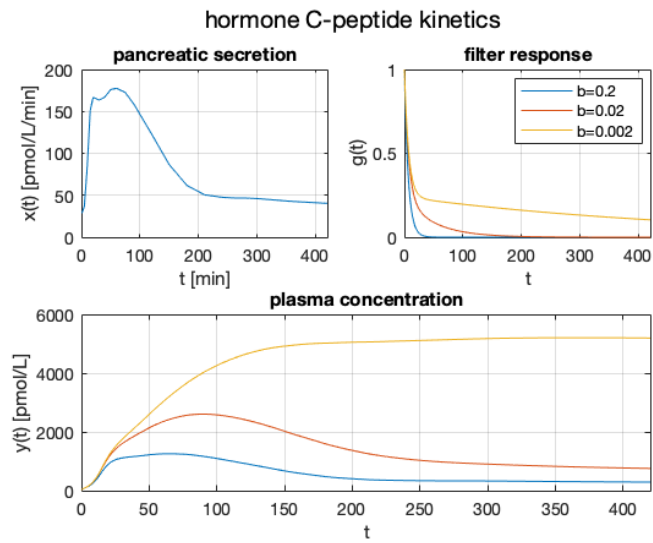 hormone C-peptide kinetics
pancreatic secretion
200
150
100
50
0
x(t) [pmol/L/min]
0 100 200 300 400
t [min]
filter response
1
0.5
0
g(t)
b=0.2
b=0.02
b=0.002
0 100 200 300 400
t
plasma concentration
6000
4000
2000
0
y(t) [pmol/L]
0 50 100 150 200 250 300 350 400
t